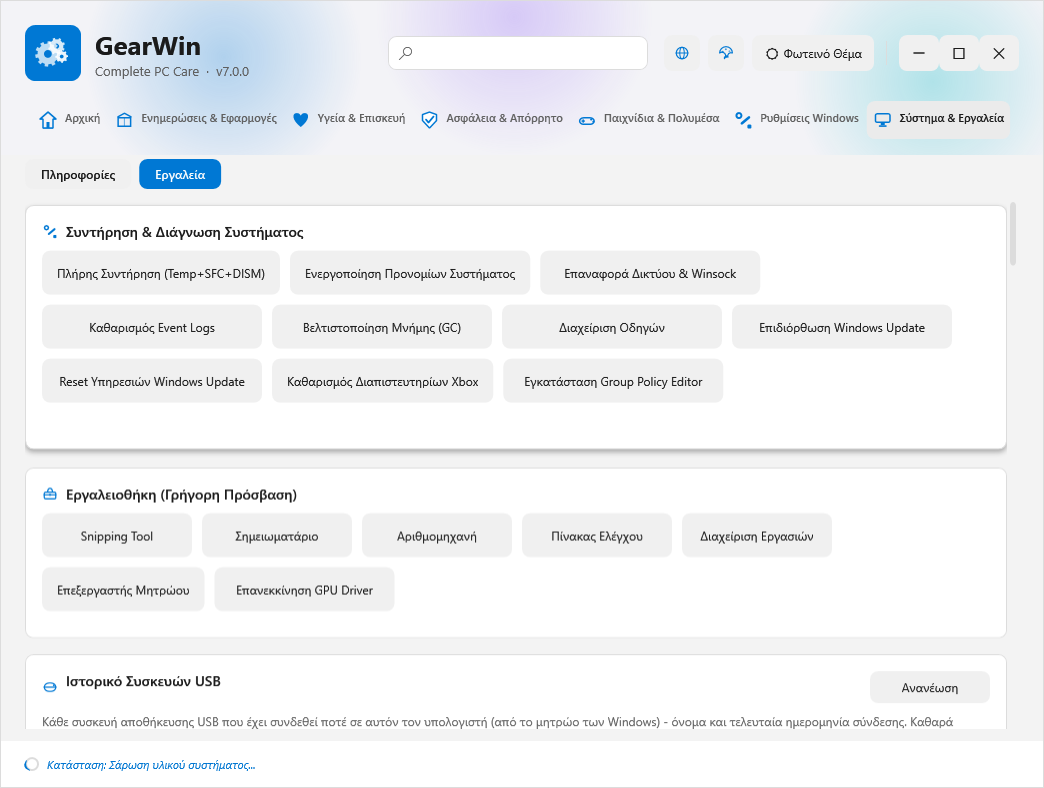 GearWin
Complete PC Care · v7.0.0
Φωτεινό Θέμα
Αρχική
Ενημερώσεις & Εφαρμογές
Υγεία & Επισκευή
Ασφάλεια & Απόρρητο
Παιχνίδια & Πολυμέσα
Ρυθμίσεις Windows
Σύστημα & Εργαλεία
Πληροφορίες
Εργαλεία
Συντήρηση & Διάγνωση Συστήματος
Πλήρης Συντήρηση (Temp+SFC+DISM)
Ενεργοποίηση Προνομίων Συστήματος
Επαναφορά Δικτύου & Winsock
Καθαρισμός Event Logs
Βελτιστοποίηση Μνήμης (GC)
Διαχείριση Οδηγών
Επιδιόρθωση Windows Update
Reset Υπηρεσιών Windows Update
Καθαρισμός Διαπιστευτηρίων Xbox
Εγκατάσταση Group Policy Editor
Εργαλειοθήκη (Γρήγορη Πρόσβαση)
Snipping Tool
Σημειωματάριο
Αριθμομηχανή
Πίνακας Ελέγχου
Διαχείριση Εργασιών
Επεξεργαστής Μητρώου
Επανεκκίνηση GPU Driver
Ιστορικό Συσκευών USB
Ανανέωση
Κάθε συσκευή αποθήκευσης USB που έχει συνδεθεί ποτέ σε αυτόν τον υπολογιστή (από το μητρώο των Windows) - όνομα και τελευταία ημερομηνία σύνδεσης. Καθαρά
Κατάσταση: Σάρωση υλικού συστήματος...